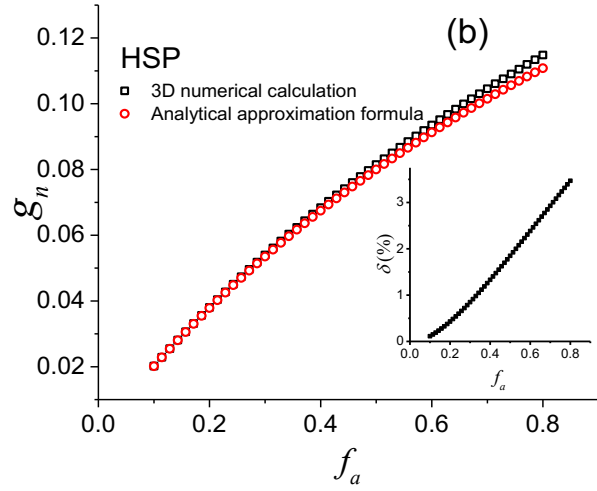 (b)
HSP
3D numerical calculation
Analytical approximation formula
g_n
0.12
0.10
0.08
0.06
0.04
0.02
0.0 0.2 0.4 0.6 0.8
f_a
δ(%)
3
2
1
0
0.0 0.2 0.4 0.6 0.8
f_a